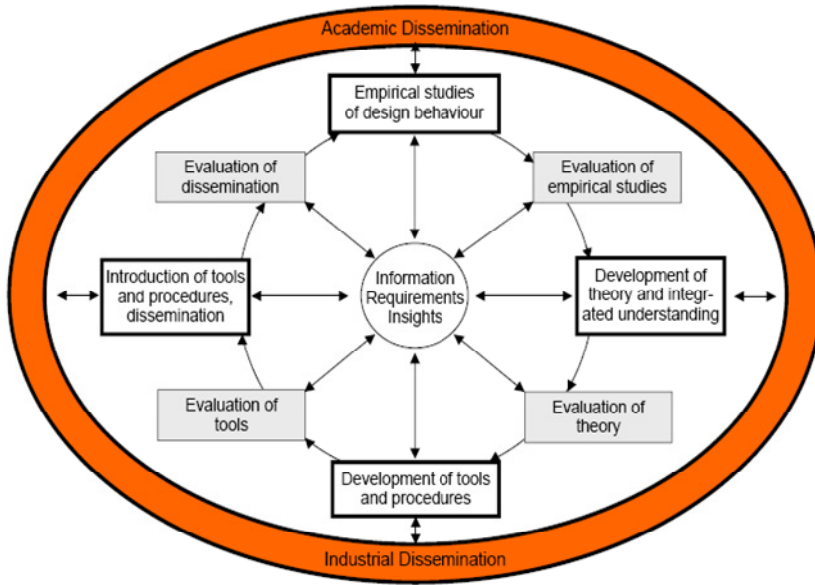 Academic Dissemination
Empirical studies
of design behaviour
Evaluation of
dissemination
Evaluation of
empirical studies
Introduction of tools
and procedures,
dissemination
Information
Requirements
Insights
Development of
theory and integr-
ated understanding
Evaluation of
tools
Evaluation of
theory
Development of tools
and procedures
Industrial Dissemination